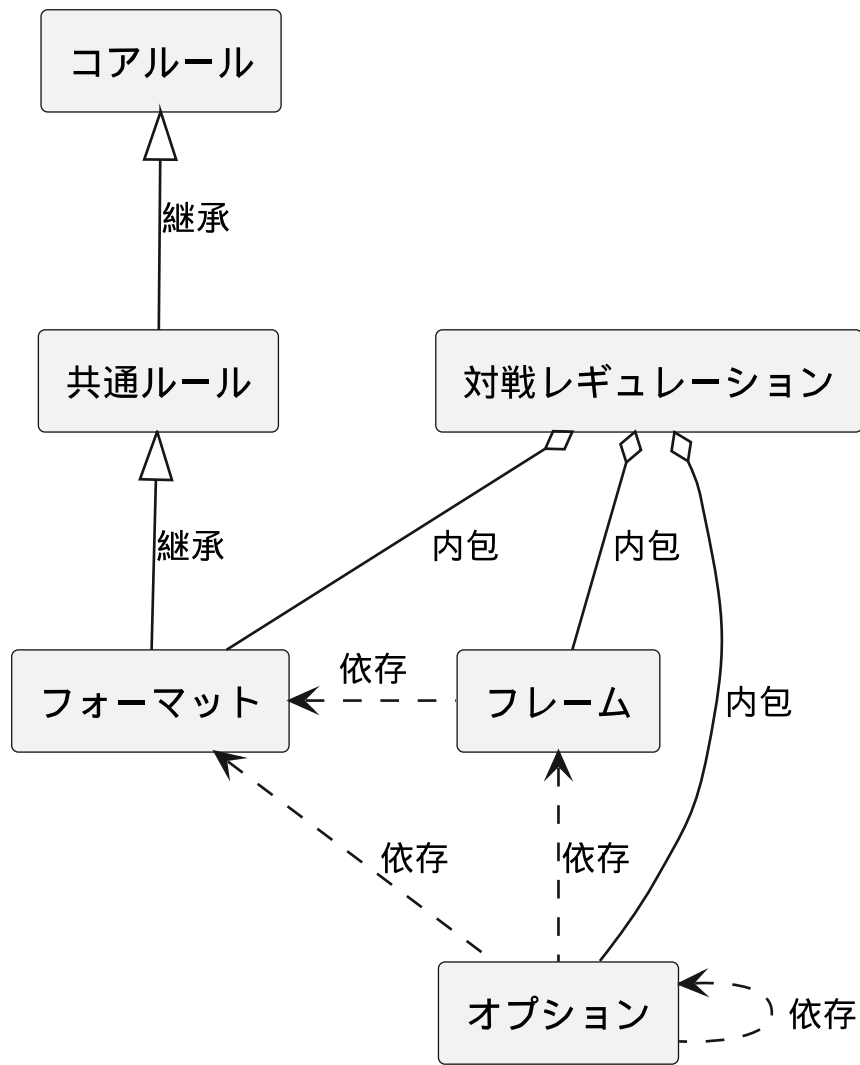 コアルール
継承
共通ルール
対戦レギュレーション
継承
内包
内包
フォーマット
依存
フレーム
内包
依存
依存
オプション
依存